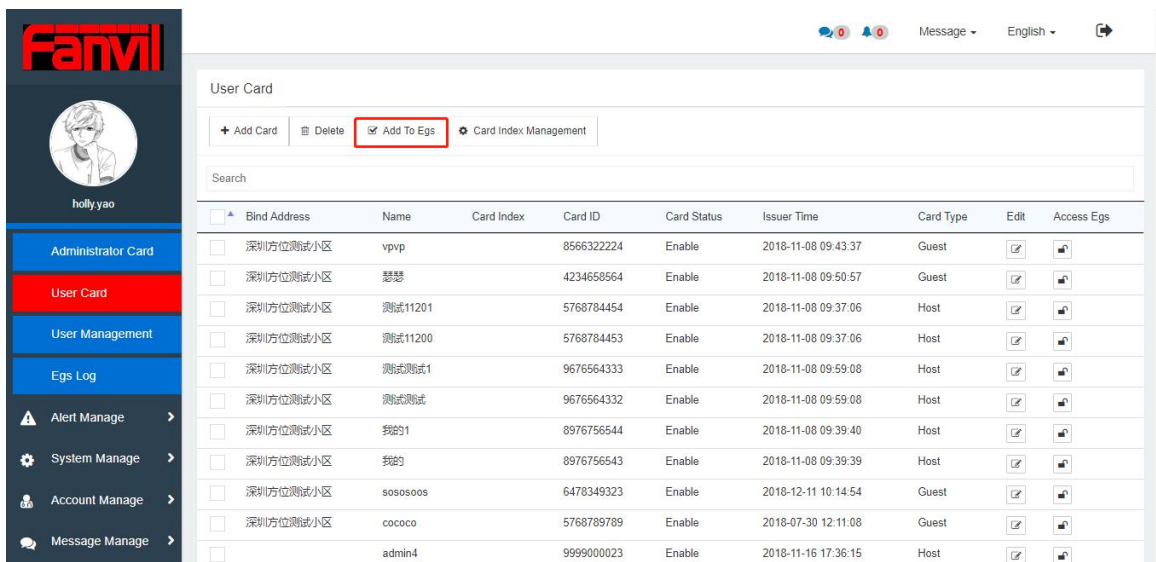 Fanvil
0 0 Message English
User Card
+ Add Card Delete Add To Egs Card Index Management
Search
holly.yao
Administrator Card
User Card
User Management
Egs Log
Alert Manage
System Manage
Account Manage
Message Manage
Bind Address Name Card Index Card ID Card Status Issuer Time Card Type Edit Access Egs
深圳方位测试小区 vpvp 8566322224 Enable 2018-11-08 09:43:37 Guest
深圳方位测试小区 瑟瑟 4234658564 Enable 2018-11-08 09:50:57 Guest
深圳方位测试小区 测试11201 5768784454 Enable 2018-11-08 09:37:06 Host
深圳方位测试小区 测试11200 5768784453 Enable 2018-11-08 09:37:06 Host
深圳方位测试小区 测试测试1 9676564333 Enable 2018-11-08 09:59:08 Host
深圳方位测试小区 测试测试 9676564332 Enable 2018-11-08 09:59:08 Host
深圳方位测试小区 我的1 8976756544 Enable 2018-11-08 09:39:40 Host
深圳方位测试小区 我的 8976756543 Enable 2018-11-08 09:39:39 Host
深圳方位测试小区 sososoos 6478349323 Enable 2018-12-11 10:14:54 Guest
深圳方位测试小区 cococo 5768789789 Enable 2018-07-30 12:11:08 Guest
admin4 9999000023 Enable 2018-11-16 17:36:15 Host